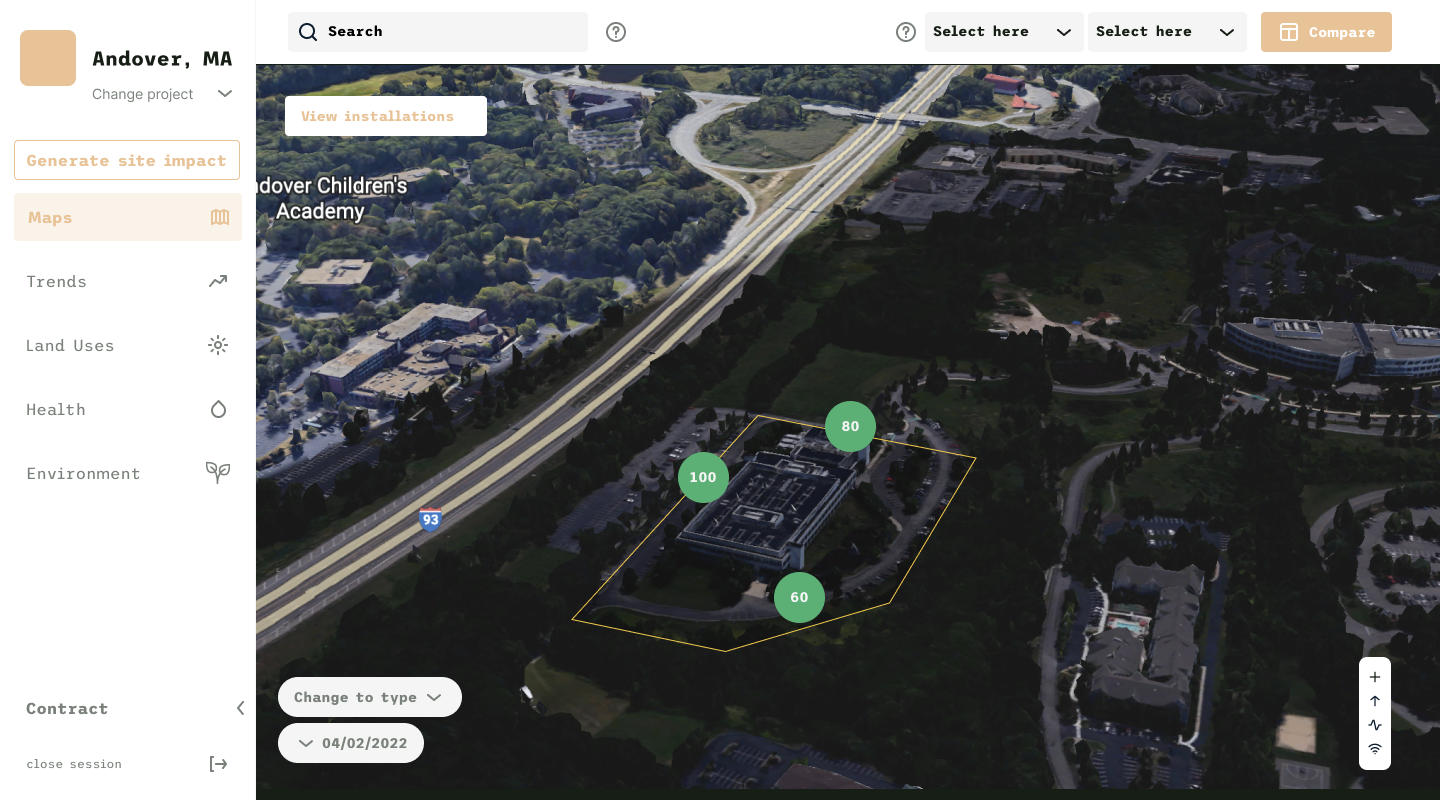 Andover, MA
Change project
Generate site impact
Maps
Trends
Land Uses
Health
Environment
Contract
close session
Search
Select here
Select here
Compare
View installations
ndover Children's
Academy
93
80
100
60
Change to type
04/02/2022